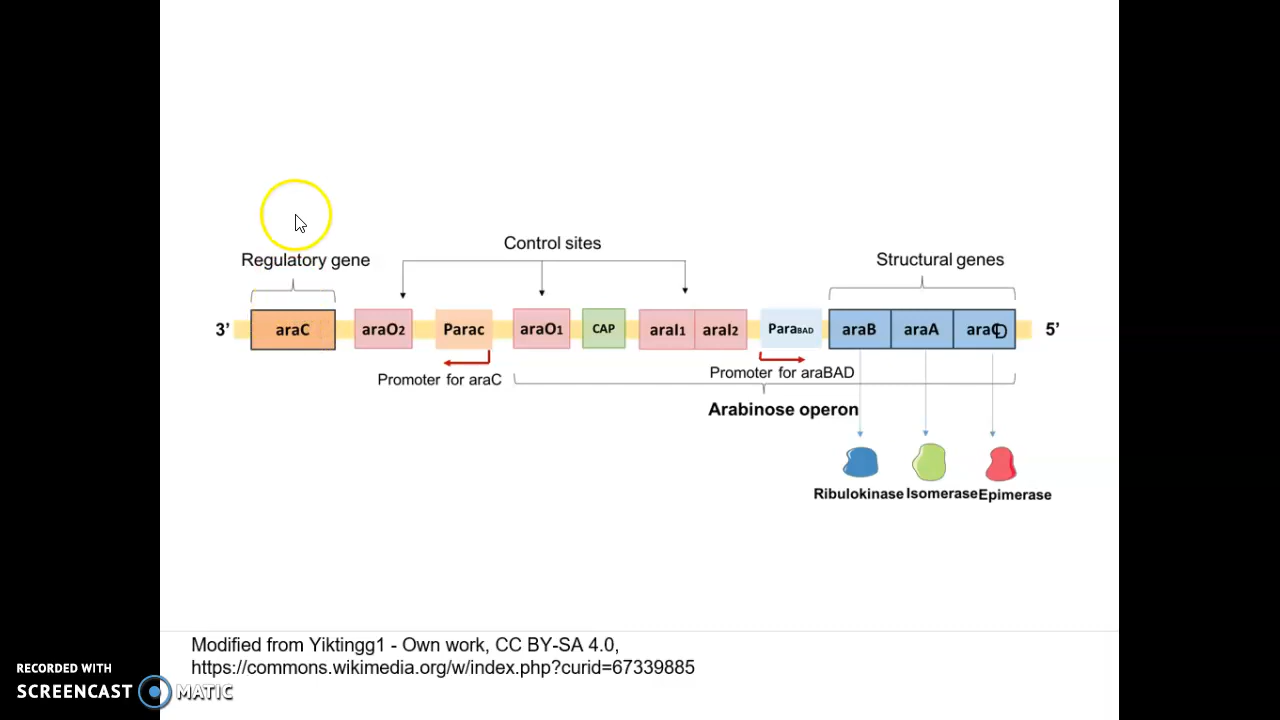 Control sites
Regulatory gene
Structural genes
3’ araC araO2 Parac araO1 CAP araI1 araI2 ParaBAD araB araA araD 5’
Promoter for araC
Promoter for araBAD
Arabinose operon
Ribulokinase Isomerase Epimerase
Modified from Yiktingg1 - Own work, CC BY-SA 4.0,
https://commons.wikimedia.org/w/index.php?curid=67339885
RECORDED WITH
SCREENCAST MATIC